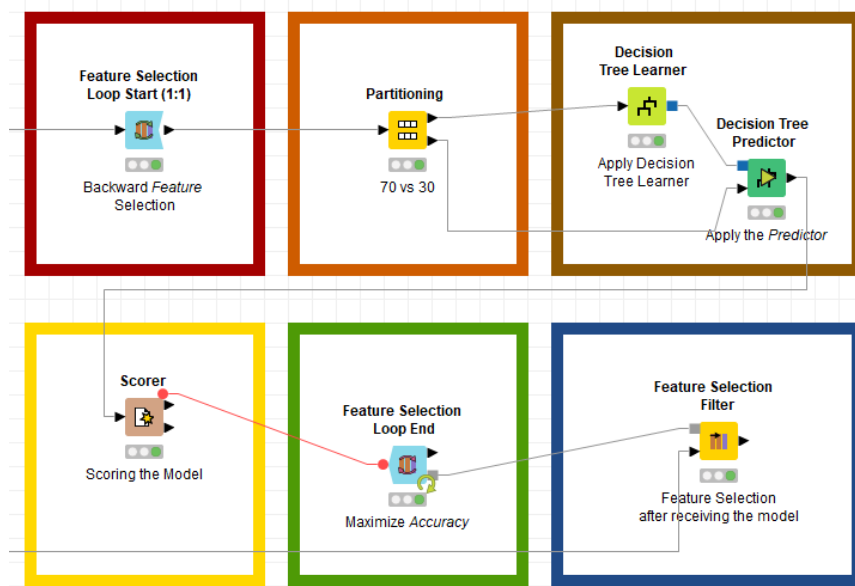 Feature Selection
Loop Start (1:1)
Backward Feature
Selection
Partitioning
70 vs 30
Decision
Tree Learner
Apply Decision
Tree Learner
Decision Tree
Predictor
Apply the Predictor
Scorer
Scoring the Model
Feature Selection
Loop End
Maximize Accuracy
Feature Selection
Filter
Feature Selection
after receiving the model